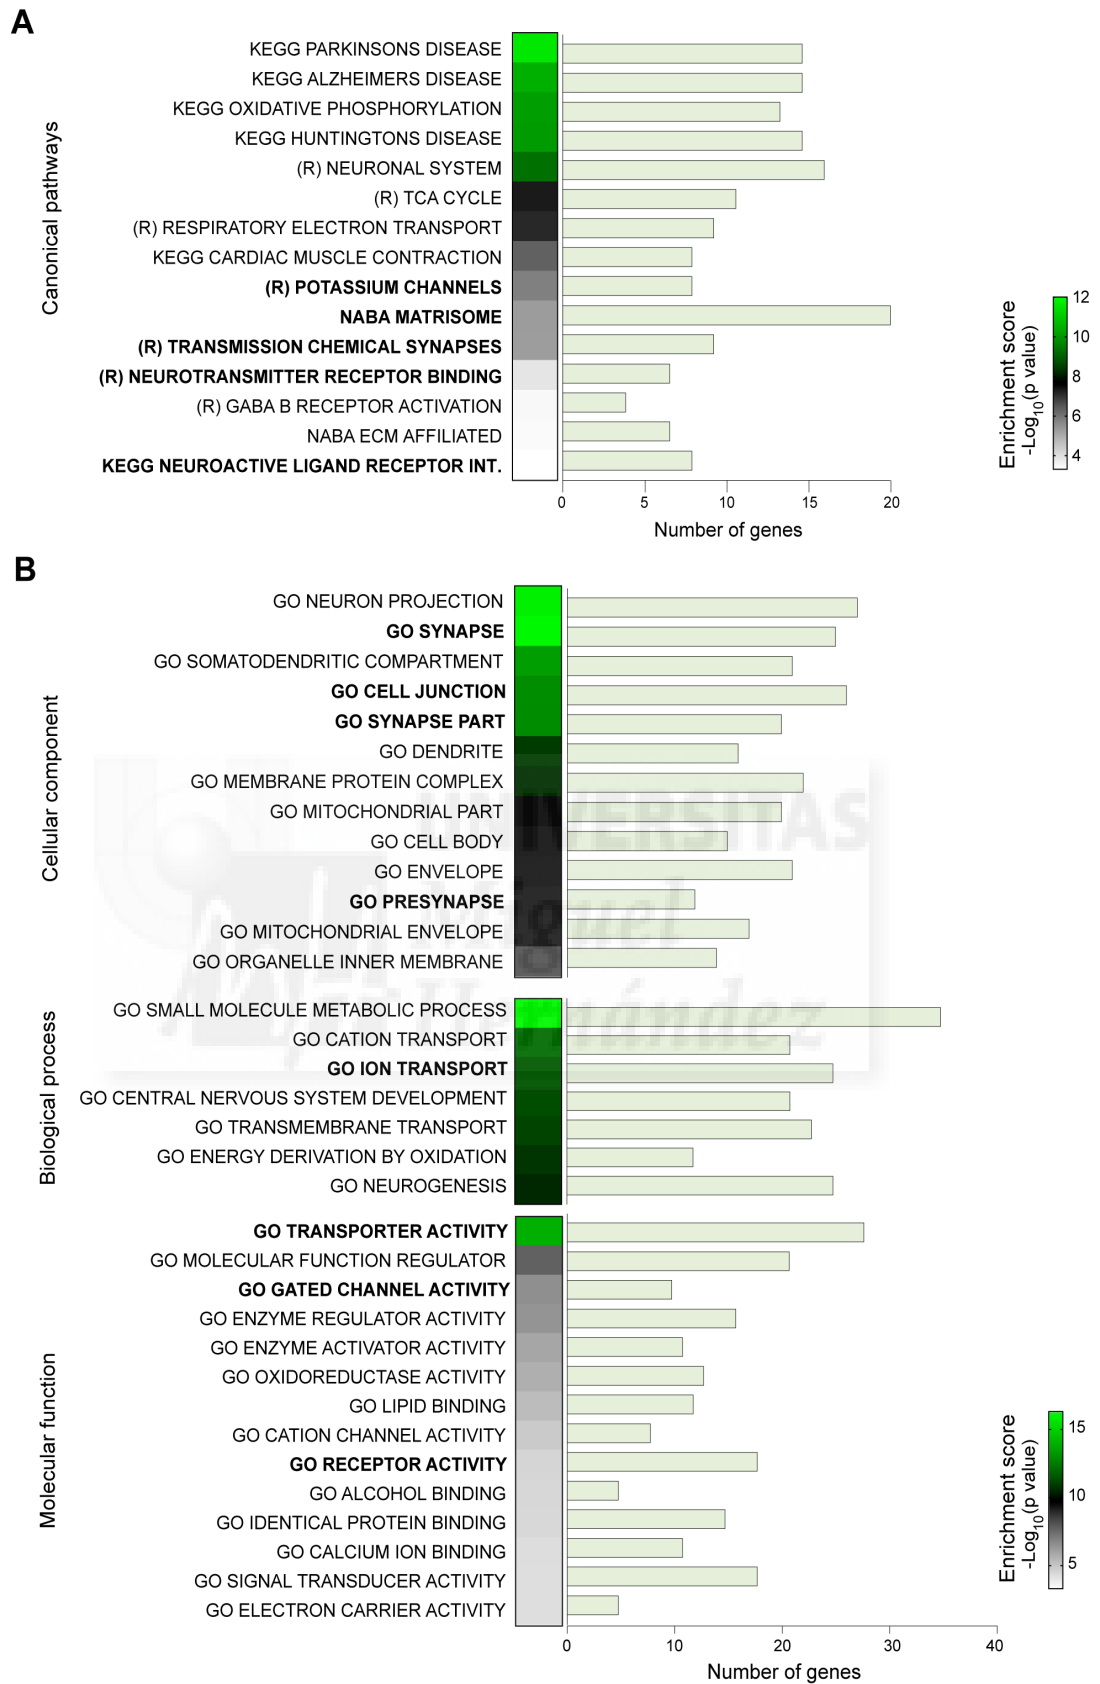 A
Canonical pathways
KEGG PARKINSONS DISEASE
KEGG ALZHEIMERS DISEASE
KEGG OXIDATIVE PHOSPHORYLATION
KEGG HUNTINGTONS DISEASE
(R) NEURONAL SYSTEM
(R) TCA CYCLE
(R) RESPIRATORY ELECTRON TRANSPORT
KEGG CARDIAC MUSCLE CONTRACTION
(R) POTASSIUM CHANNELS
NABA MATRISOME
(R) TRANSMISSION CHEMICAL SYNAPSES
(R) NEUROTRANSMITTER RECEPTOR BINDING
(R) GABA B RECEPTOR ACTIVATION
NABA ECM AFFILIATED
KEGG NEUROACTIVE LIGAND RECEPTOR INT.
0 5 10 15 20
Number of genes
Enrichment score
-Log10(p value)
12
10
8
6
4
B
Cellular component
GO NEURON PROJECTION
GO SYNAPSE
GO SOMATODENDRITIC COMPARTMENT
GO CELL JUNCTION
GO SYNAPSE PART
GO DENDRITE
GO MEMBRANE PROTEIN COMPLEX
GO MITOCHONDRIAL PART
GO CELL BODY
GO ENVELOPE
GO PRESYNAPSE
GO MITOCHONDRIAL ENVELOPE
GO ORGANELLE INNER MEMBRANE
UNIVERSITAS
Miguel
Hernández
Biological process
GO SMALL MOLECULE METABOLIC PROCESS
GO CATION TRANSPORT
GO ION TRANSPORT
GO CENTRAL NERVOUS SYSTEM DEVELOPMENT
GO TRANSMEMBRANE TRANSPORT
GO ENERGY DERIVATION BY OXIDATION
GO NEUROGENESIS
Molecular function
GO TRANSPORTER ACTIVITY
GO MOLECULAR FUNCTION REGULATOR
GO GATED CHANNEL ACTIVITY
GO ENZYME REGULATOR ACTIVITY
GO ENZYME ACTIVATOR ACTIVITY
GO OXIDOREDUCTASE ACTIVITY
GO LIPID BINDING
GO CATION CHANNEL ACTIVITY
GO RECEPTOR ACTIVITY
GO ALCOHOL BINDING
GO IDENTICAL PROTEIN BINDING
GO CALCIUM ION BINDING
GO SIGNAL TRANSDUCER ACTIVITY
GO ELECTRON CARRIER ACTIVITY
0 10 20 30 40
Number of genes
Enrichment score
-Log10(p value)
15
10
5